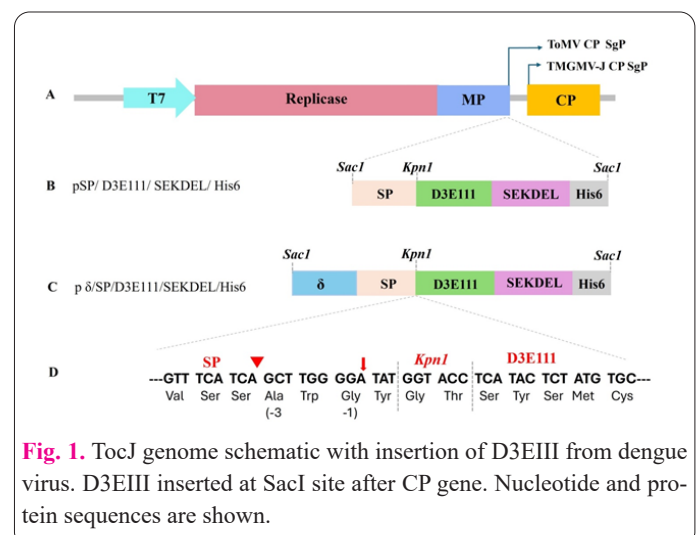 ToMV CP SgP
TMGMV-J CP SgP
A T7 Replicase MP CP
SacI Kpn1 SacI
B pSP/ D3E111/ SEKDEL/ His6 SP D3E111 SEKDEL His6
SacI Kpn1 SacI
C p δ/SP/D3E111/SEKDEL/His6 δ SP D3E111 SEKDEL His6
SP Kpn1 D3E111
D ---GTT TCA TCA GCT TGG GGA TAT GGT ACC TCA TAC TCT ATG TGC---
Val Ser Ser Ala Trp Gly Tyr Gly Thr Ser Tyr Ser Met Cys
(-3 -1)
Fig. 1. TocJ genome schematic with insertion of D3EIII from dengue
virus. D3EIII inserted at SacI site after CP gene. Nucleotide and pro-
tein sequences are shown.